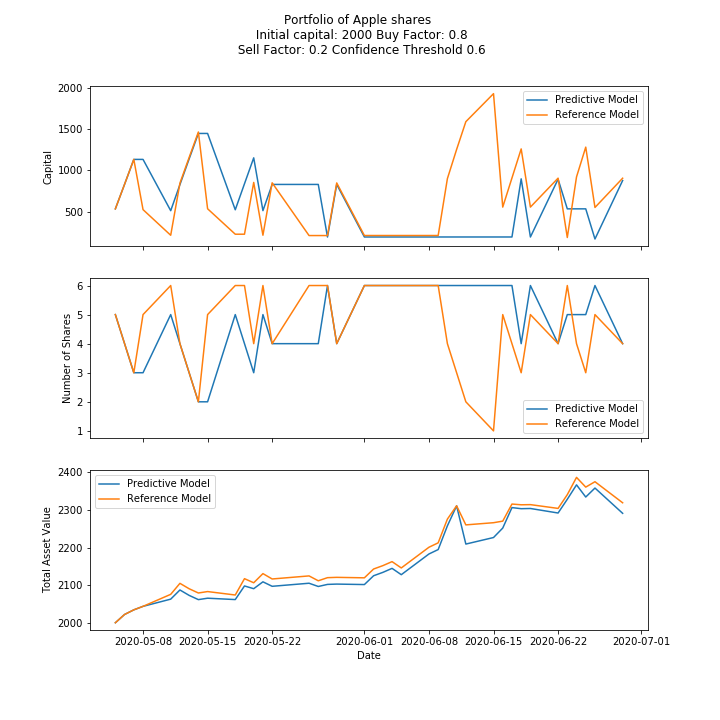 Portfolio of Apple shares
Initial capital: 2000 Buy Factor: 0.8
Sell Factor: 0.2 Confidence Threshold 0.6
2000
1500
1000
500
Capital
Predictive Model
Reference Model
6
5
4
3
2
1
Number of Shares
Predictive Model
Reference Model
2400
2300
2200
2100
2000
Total Asset Value
Predictive Model
Reference Model
2020-05-08 2020-05-15 2020-05-22 2020-06-01 2020-06-08 2020-06-15 2020-06-22 2020-07-01
Date